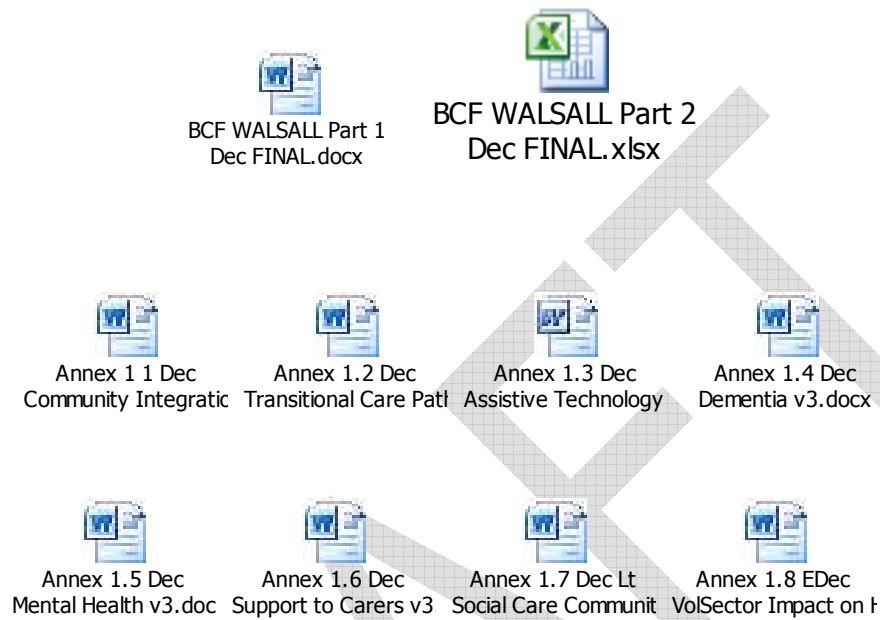 BCF WALSALL Part 1
Dec FINAL.docx
BCF WALSALL Part 2
Dec FINAL.xlsx
Annex 1 1 Dec
Community Integratic
Annex 1.2 Dec
Transitional Care Patl
Annex 1.3 Dec
Assistive Technology
Annex 1.4 Dec
Dementia v3.docx
Annex 1.5 Dec
Mental Health v3.doc
Annex 1.6 Dec
Support to Carers v3
Annex 1.7 Dec Lt
Social Care Communit
Annex 1.8 EDec
VolSector Impact on H